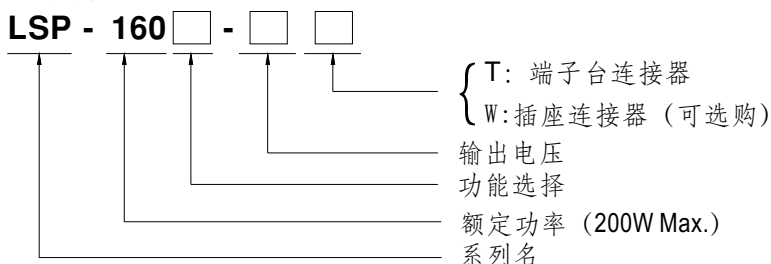 LSP - 160□ - □ □
T: 端子台连接器
W:插座连接器 (可选购)
输出电压
功能选择
额定功率 (200W Max.)
系列名